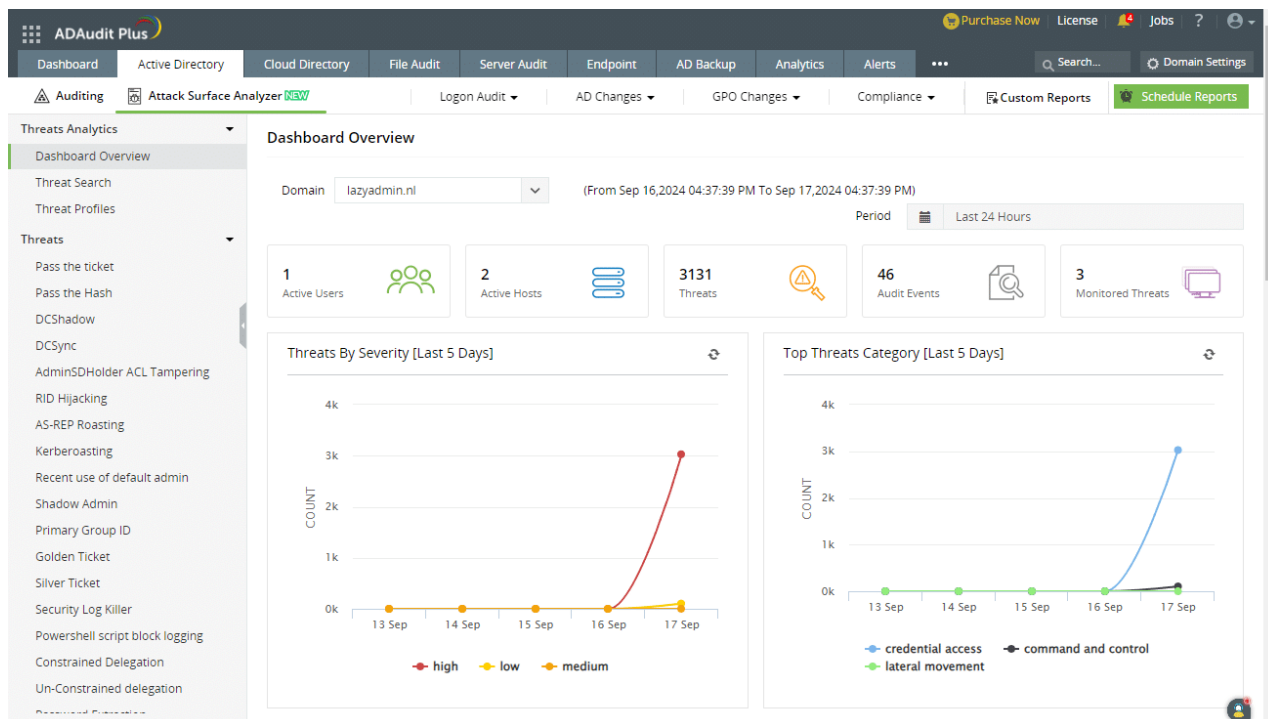 Purchase Now License 4 Jobs ?
ADAudit Plus
Dashboard Active Directory Cloud Directory File Audit Server Audit Endpoint AD Backup Analytics Alerts ••• Search... Domain Settings
Auditing Attack Surface Analyzer NEW Logon Audit AD Changes GPO Changes Compliance Custom Reports Schedule Reports
Threats Analytics
Dashboard Overview
Threat Search
Threat Profiles
Threats
Pass the ticket
Pass the Hash
DCShadow
DCSync
AdminSDHolder ACL Tampering
RID Hijacking
AS-REP Roasting
Kerberoasting
Recent use of default admin
Shadow Admin
Primary Group ID
Golden Ticket
Silver Ticket
Security Log Killer
Powershell script block logging
Constrained Delegation
Un-Constrained delegation
Dashboard Overview
Domain lazyadmin.nl (From Sep 16,2024 04:37:39 PM To Sep 17,2024 04:37:39 PM)
Period Last 24 Hours
1
Active Users
2
Active Hosts
3131
Threats
46
Audit Events
3
Monitored Threats
Threats By Severity [Last 5 Days]
4k
3k
2k
1k
0k
COUNT
13 Sep 14 Sep 15 Sep 16 Sep 17 Sep
high low medium
Top Threats Category [Last 5 Days]
4k
3k
2k
1k
0k
COUNT
13 Sep 14 Sep 15 Sep 16 Sep 17 Sep
credential access command and control
lateral movement